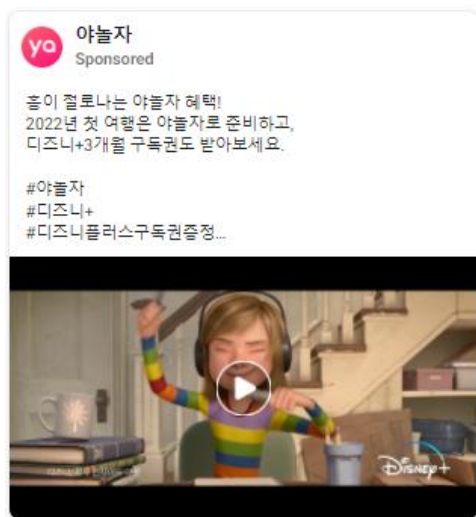 ya
야놀자
Sponsored
흥이 절로나는 야놀자 혜택!
2022년 첫 여행은 야놀자로 준비하고,
디즈니+3개월 구독권도 받아보세요.
#야놀자
#디즈니+
#디즈니플러스구독권증정...
Disney+